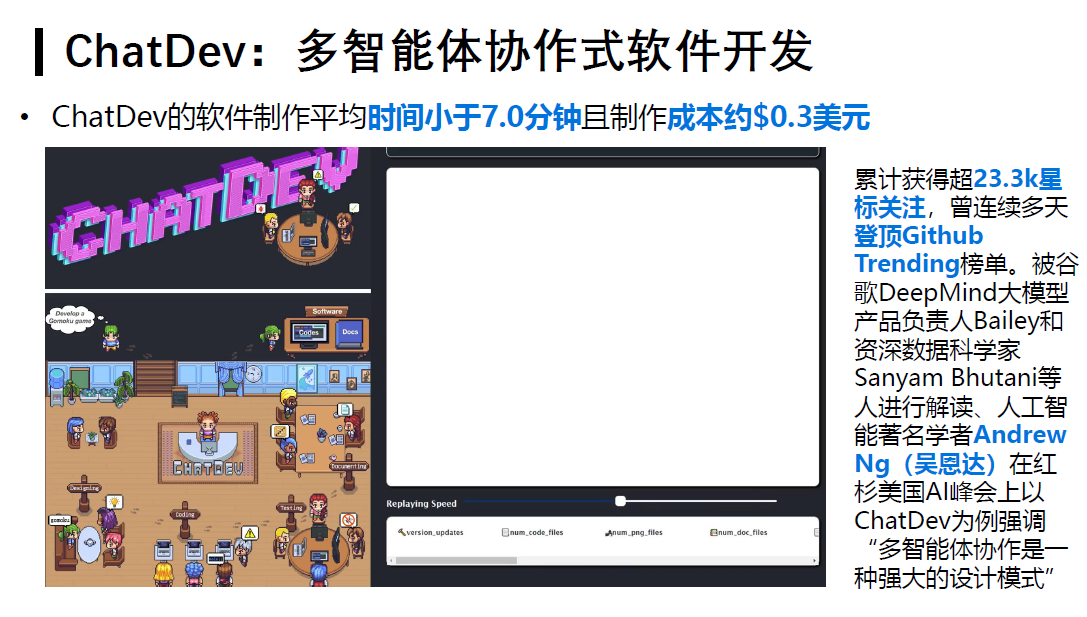 ChatDev：多智能体协作式软件开发
• ChatDev的软件制作平均时间小于7.0分钟且制作成本约$0.3美元
CHATDEV
Develop a
Gomoku game
Software
Codes
Docs
CHATDEV
Documenting
Designing
gomoku
Coding
Testing
Replaying Speed
version_updates
num_code_files
num_png_files
num_doc_files
累计获得超23.3k星
标关注，曾连续多天
登顶Github
Trending榜单。被谷
歌DeepMind大模型
产品负责人Bailey和
资深数据科学家
Sanyam Bhutani等
人进行解读、人工智
能著名学者Andrew
Ng（吴恩达）在红
杉美国AI峰会上以
ChatDev为例强调
“多智能体协作是一
种强大的设计模式”